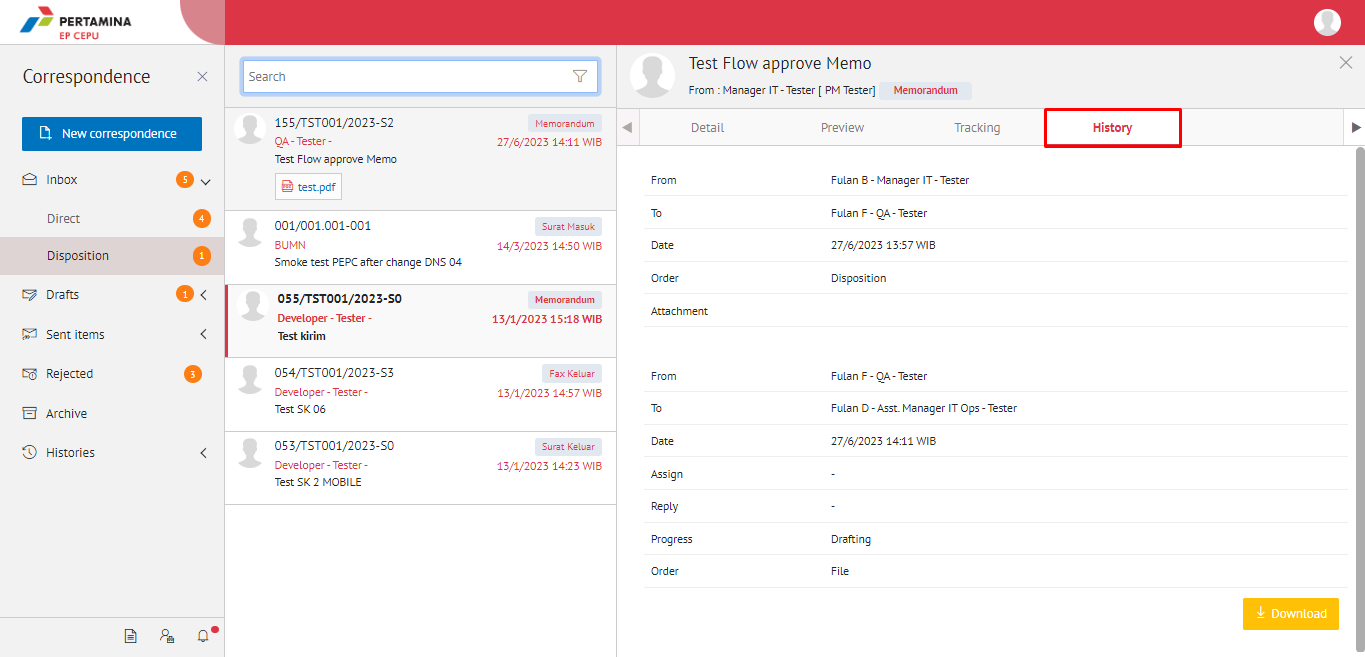 PERTAMINA
EP CEPU
Correspondence
New correspondence
Inbox 5
Direct 4
Disposition 1
Drafts 1
Sent items
Rejected 3
Archive
Histories
Search
155/TST001/2023-S2 Memorandum
QA - Tester - 27/6/2023 14:11 WIB
Test Flow approve Memo
test.pdf
001/001.001-001 Surat Masuk
BUMN 14/3/2023 14:50 WIB
Smoke test PEPC after change DNS 04
055/TST001/2023-S0 Memorandum
Developer - Tester - 13/1/2023 15:18 WIB
Test kirim
054/TST001/2023-S3 Fax Keluar
Developer - Tester - 13/1/2023 14:57 WIB
Test SK 06
053/TST001/2023-S0 Surat Keluar
Developer - Tester - 13/1/2023 14:23 WIB
Test SK 2 MOBILE
Test Flow approve Memo
From : Manager IT - Tester [ PM Tester] Memorandum
Detail Preview Tracking History
From Fulan B - Manager IT - Tester
To Fulan F - QA - Tester
Date 27/6/2023 13:57 WIB
Order Disposition
Attachment
From Fulan F - QA - Tester
To Fulan D - Asst. Manager IT Ops - Tester
Date 27/6/2023 14:11 WIB
Assign -
Reply -
Progress Drafting
Order File
Download